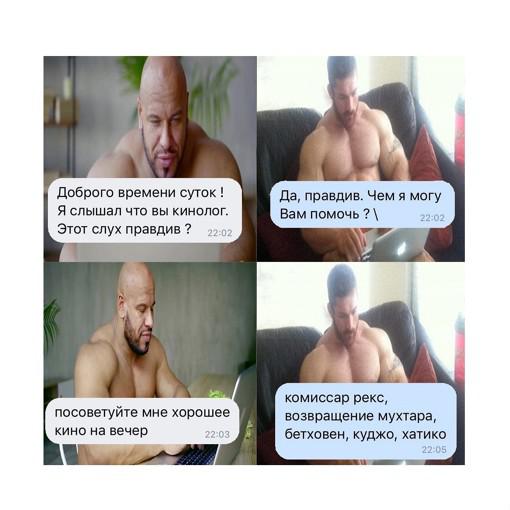 Доброго времени суток !
Я слышал что вы кинолог.
Этот слух правдив ?
22:02
Да, правдив. Чем я могу
Вам помочь ? \
22:02
посоветуйте мне хорошее
кино на вечер
22:03
комиссар рекс,
возвращение мухтара,
бетховен, куджо, хатико
22:05